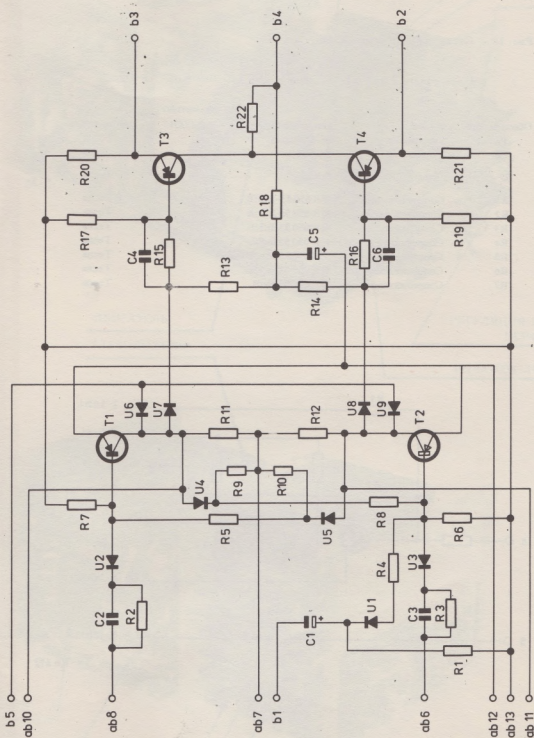 b3
b4
b2
R20
T3
R22
T4
R21
R17
C4
R15
R13
R18
C5
+
R14
R16
C6
R19
T1
U6
U7
R11
R12
U8
U9
T2
R7
U4
R9
R10
R5
U5
R8
U2
R4
R6
C2
R2
C1
+
U1
U3
C3
R3
R1
b5
ab10
ab8
ab7
b1
ab6
ab12
ab13
ab11